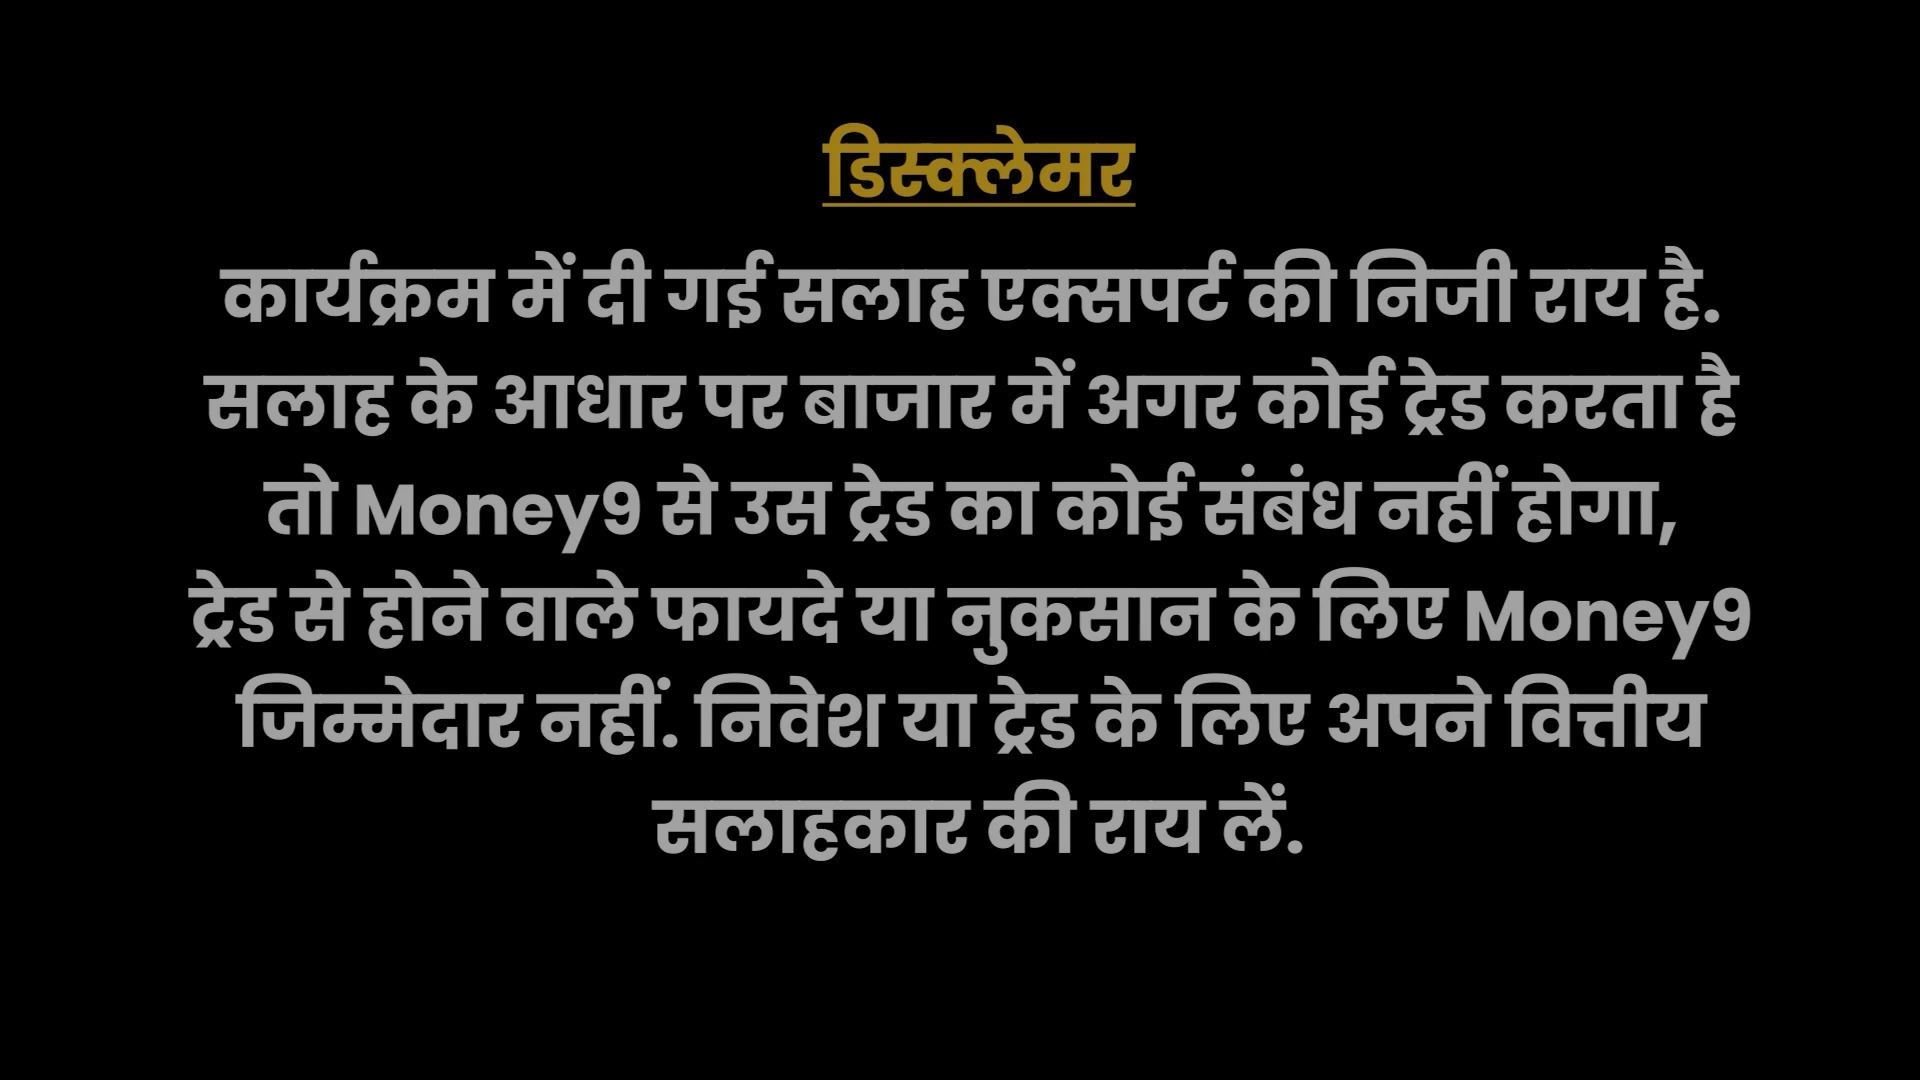 डिस्क्लेमर
कार्यक्रम में दी गई सलाह एक्सपर्ट की निजी राय है.
सलाह के आधार पर बाजार में अगर कोई ट्रेड करता है
तो Money9 से उस ट्रेड का कोई संबंध नहीं होगा,
ट्रेड से होने वाले फायदे या नुकसान के लिए Money9
जिम्मेदार नहीं. निवेश या ट्रेड के लिए अपने वित्तीय
सलाहकार की राय लें.